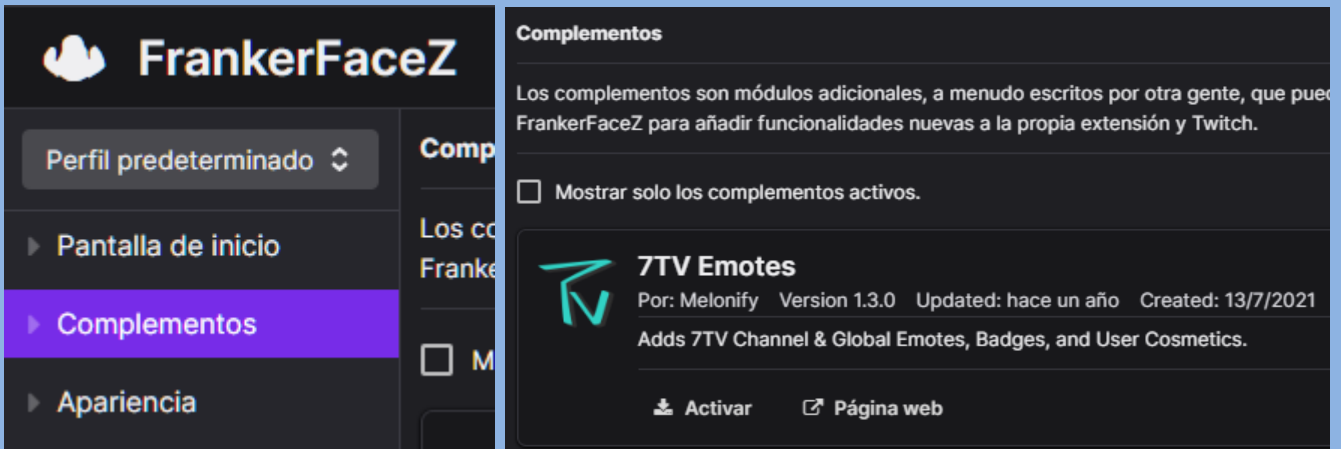 FrankerFaceZ
Perfil predeterminado
Pantalla de inicio
Complementos
Apariencia
Comp
Los co
Franke
M
Complementos
Los complementos son módulos adicionales, a menudo escritos por otra gente, que pued
FrankerFaceZ para añadir funcionalidades nuevas a la propia extensión y Twitch.
Mostrar solo los complementos activos.
7TV Emotes
Por: Melonify Version 1.3.0 Updated: hace un año Created: 13/7/2021
Adds 7TV Channel & Global Emotes, Badges, and User Cosmetics.
Activar Página web